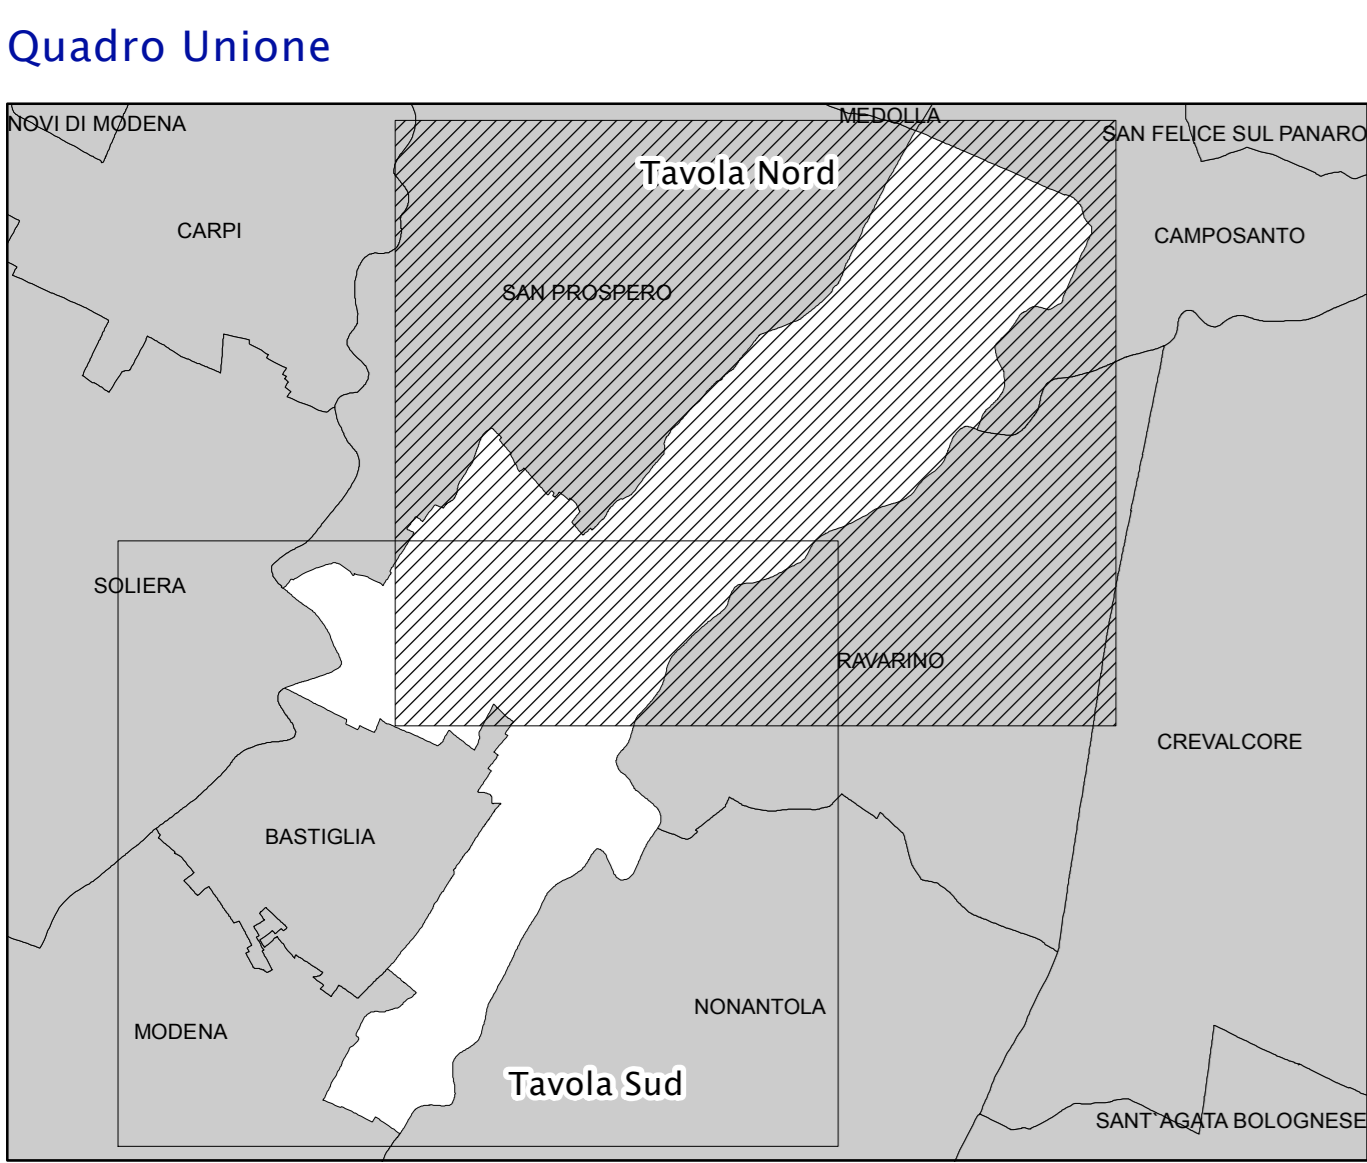 Quadro Unione
NOVI DI MODENA
MEDOLLA
SAN FELICE SUL PANARO
Tavola Nord
CARPI
CAMPOSANTO
SAN PROSPERO
SOLIERA
RAVARINO
CREVALCORE
BASTIGLIA
NONANTOLA
MODENA
Tavola Sud
SANT`AGATA BOLOGNESE